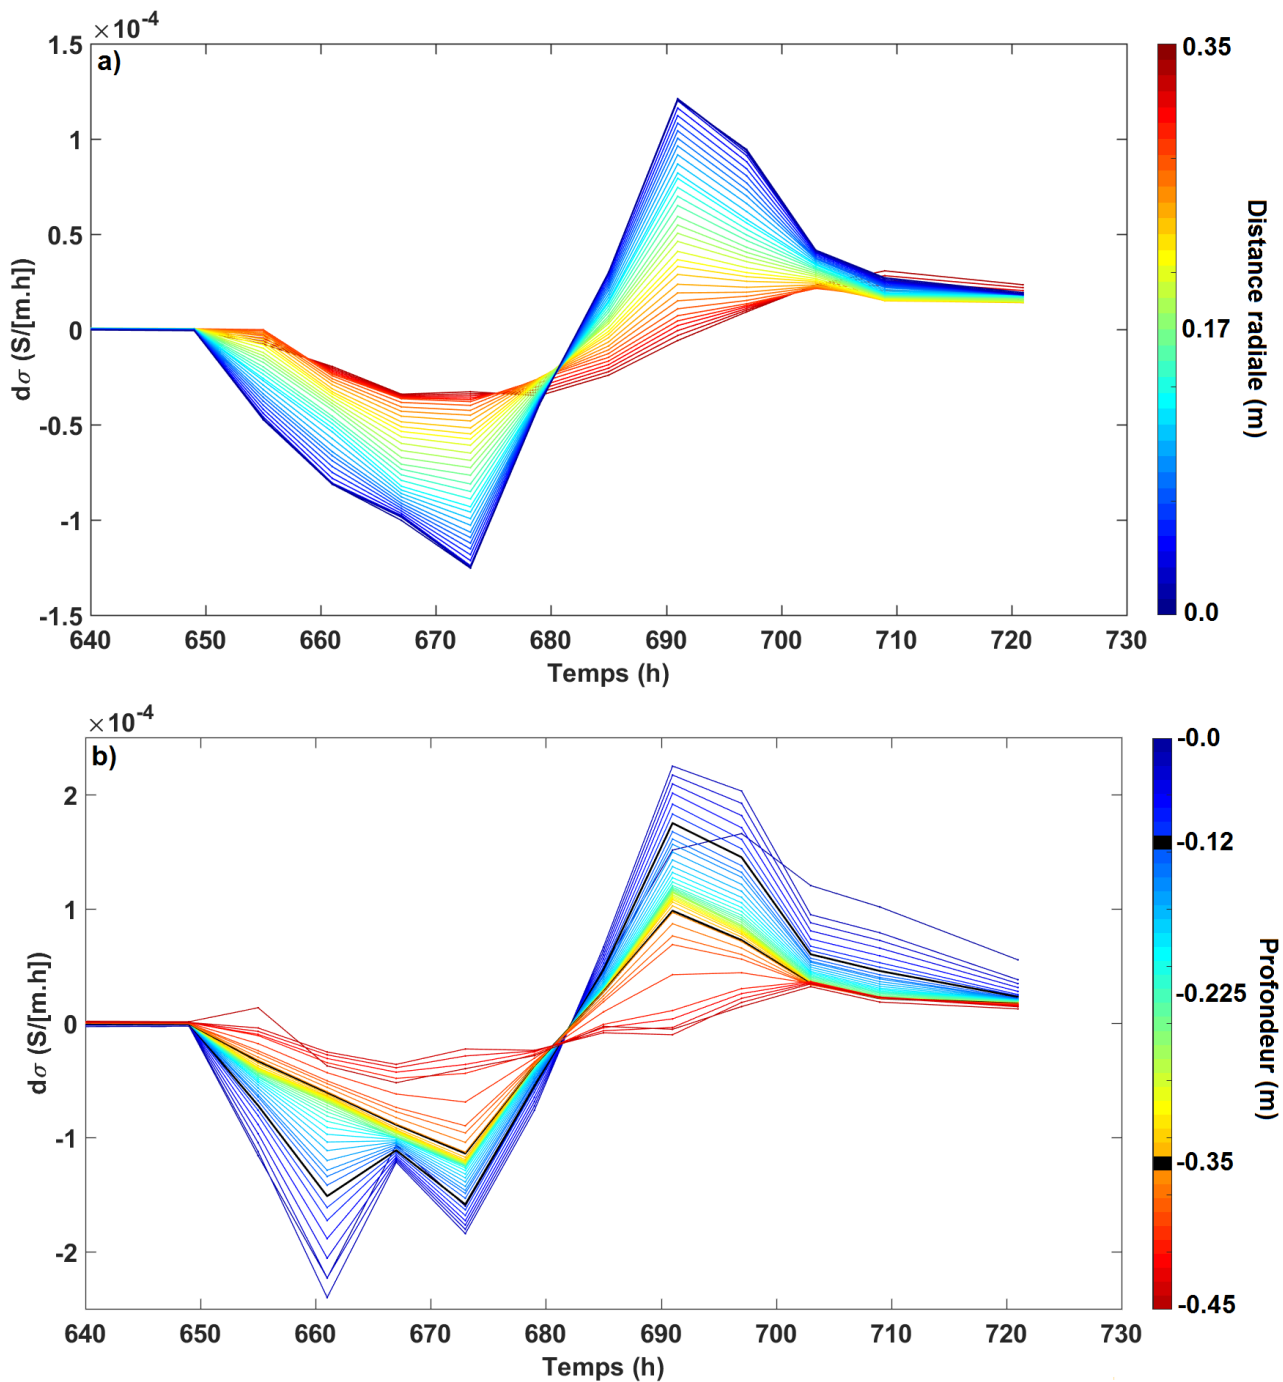 ×10⁻⁴
a)
1.5
1
0.5
0
-0.5
-1
-1.5
dσ (S/[m.h])
640 650 660 670 680 690 700 710 720 730
Temps (h)
0.35
0.17
0.0
Distance radiale (m)
×10⁻⁴
b)
2
1
0
-1
-2
dσ (S/[m.h])
640 650 660 670 680 690 700 710 720 730
Temps (h)
-0.0
-0.12
-0.225
-0.35
-0.45
Profondeur (m)